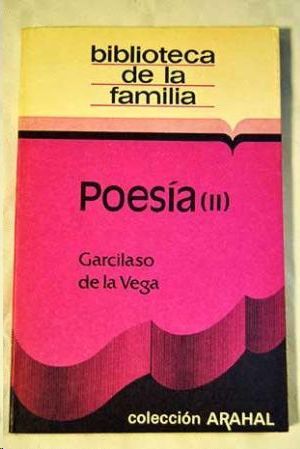 biblioteca
de la
familia
Poesía (II)
Garcilaso
de la Vega
colección ARAHAL